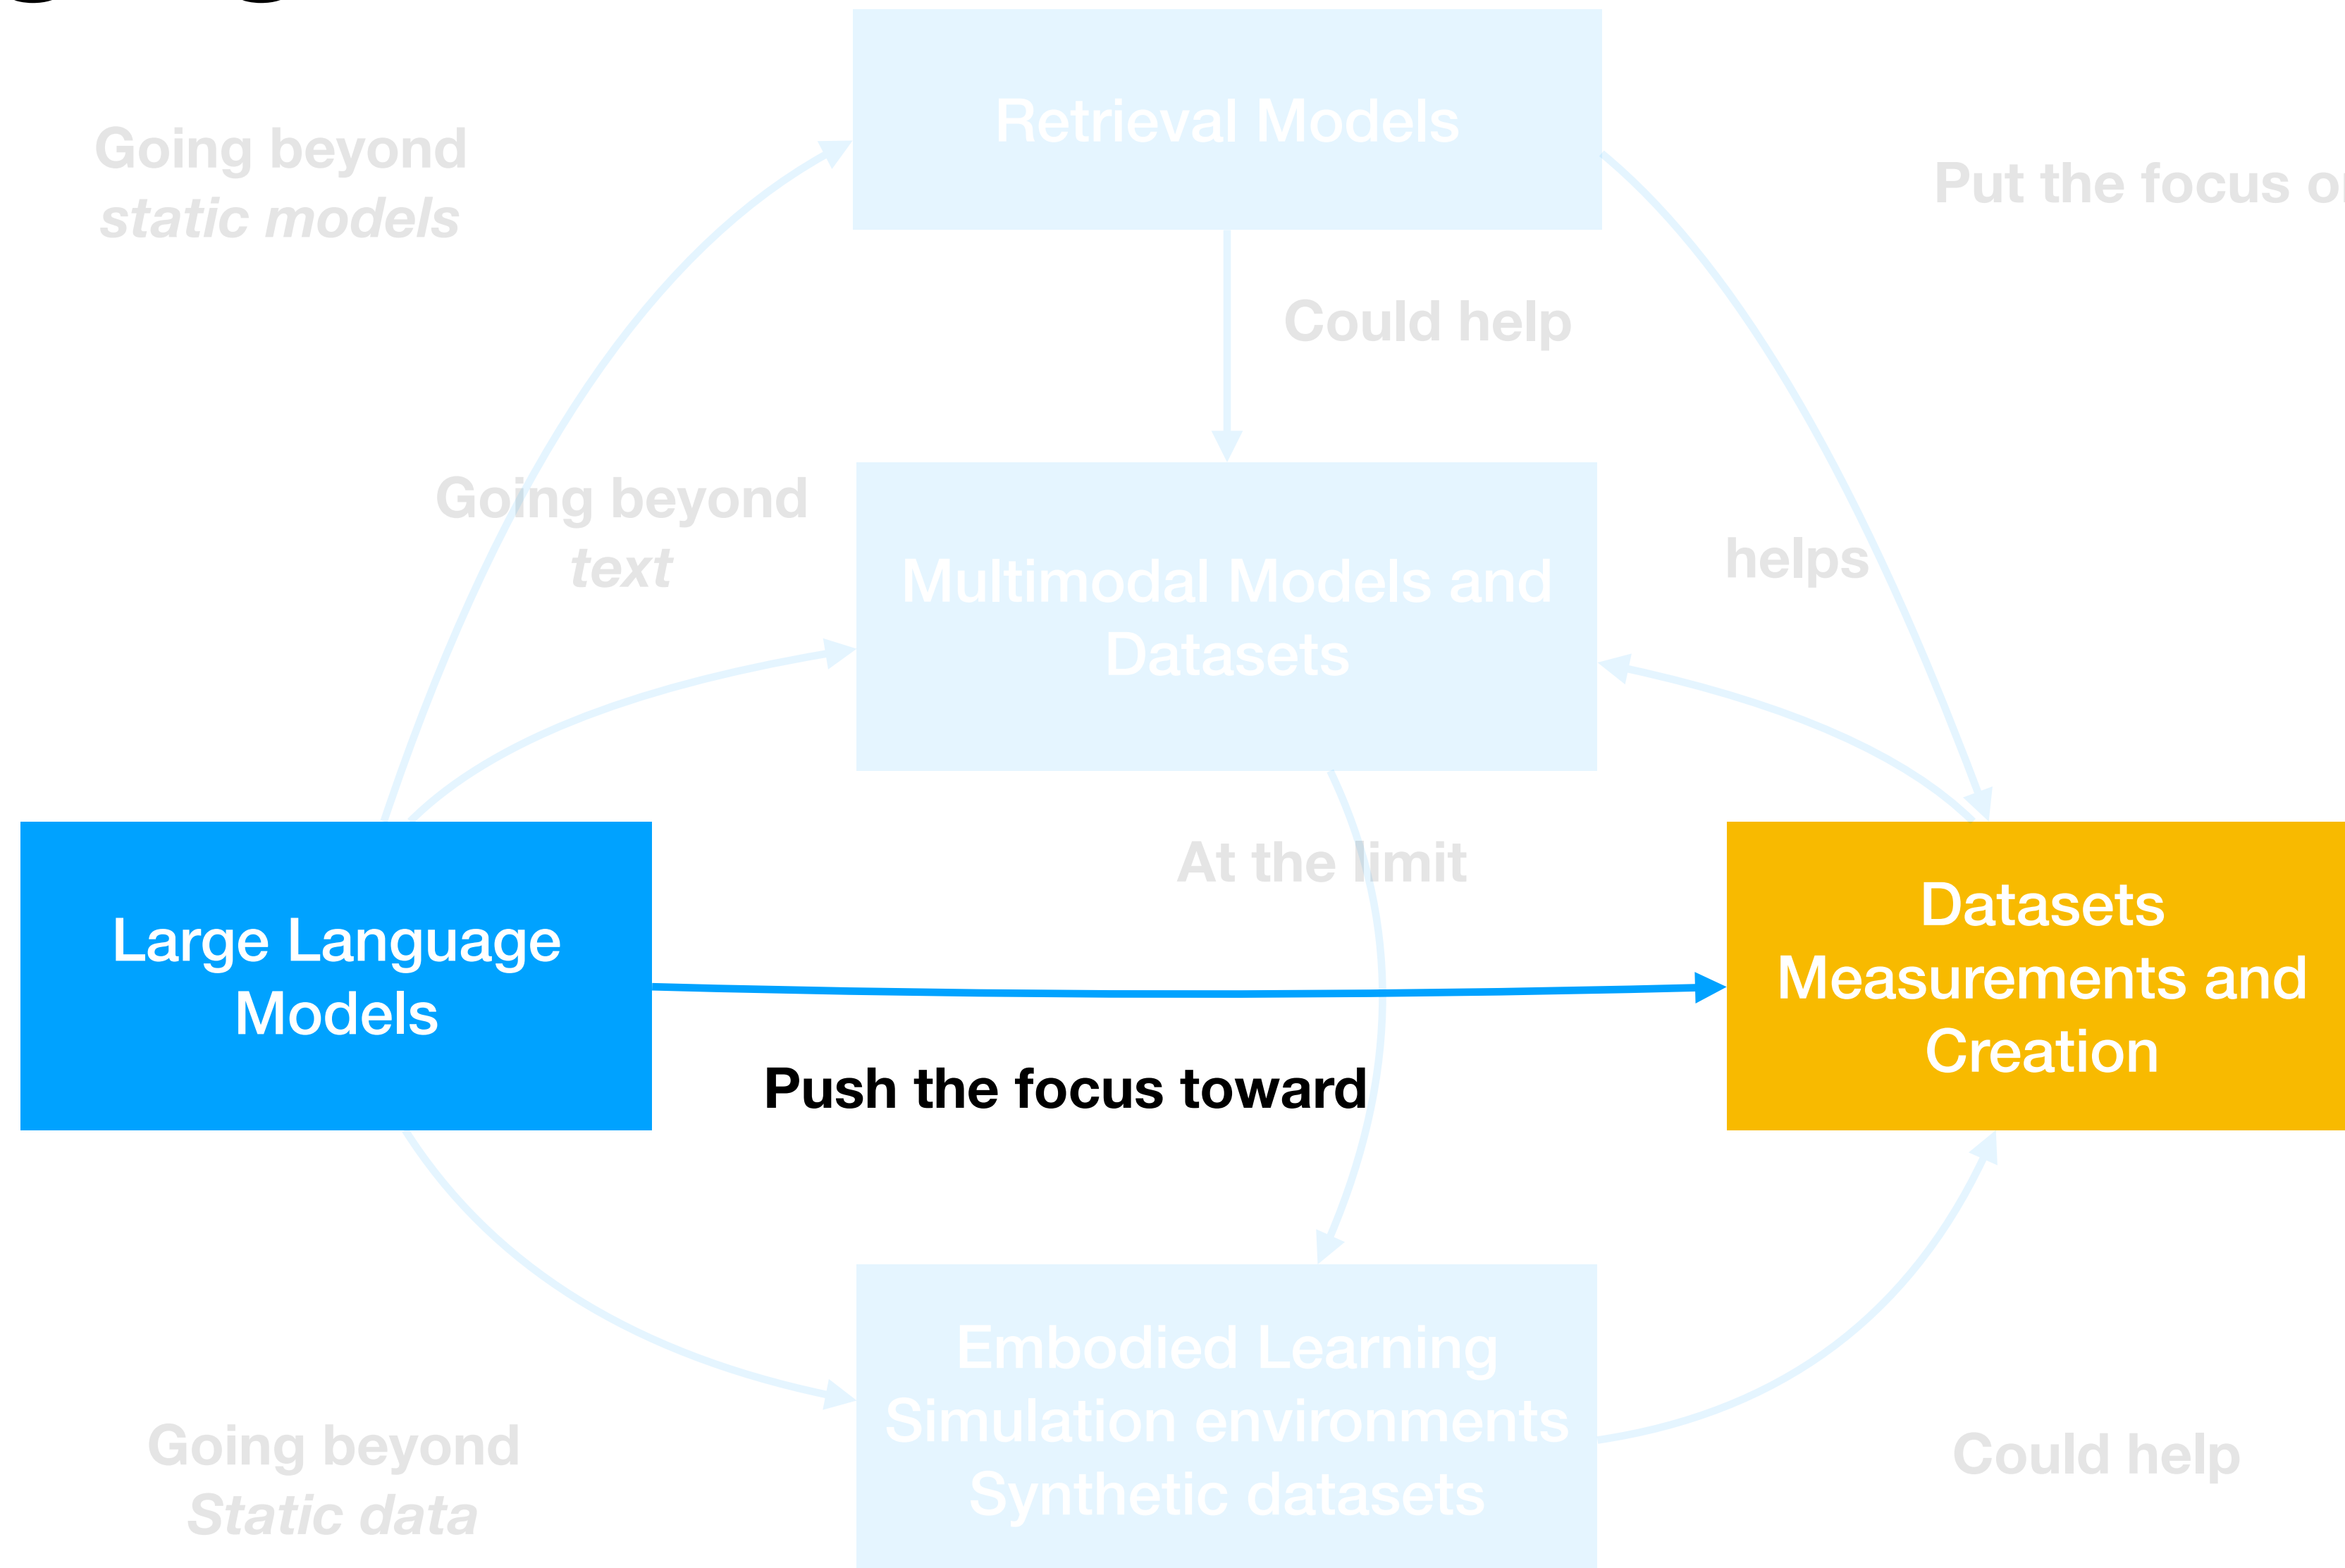 Retrieval Models
Going beyond
static models
Put the focus
Could help
Going beyond
text
helps
Multimodal Models and
Datasets
At the limit
Large Language
Models
Datasets
Measurements and
Creation
Push the focus toward
Embodied Learning
Simulation environments
Synthetic datasets
Going beyond
Static data
Could help